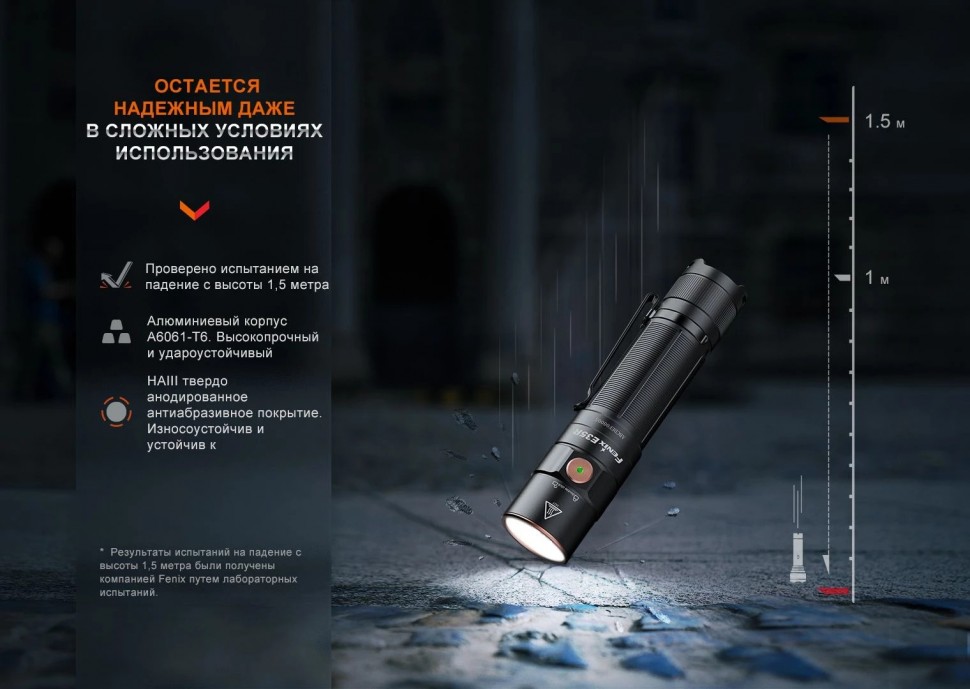 ОСТАЕТСЯ
НАДЕЖНЫМ ДАЖЕ
В СЛОЖНЫХ УСЛОВИЯХ
ИСПОЛЬЗОВАНИЯ
Проверено испытанием на
падение с высоты 1,5 метра
Алюминиевый корпус
A6061-T6. Высокопрочный
и удароустойчивый
HAIII твердо
анодированное
антиабразивное покрытие.
Износоустойчив и
устойчив к
* Результаты испытаний на падение с
высоты 1,5 метра были получены
компанией Fenix путем лабораторных
испытаний.
1.5 м
1 м
FENIX E35R